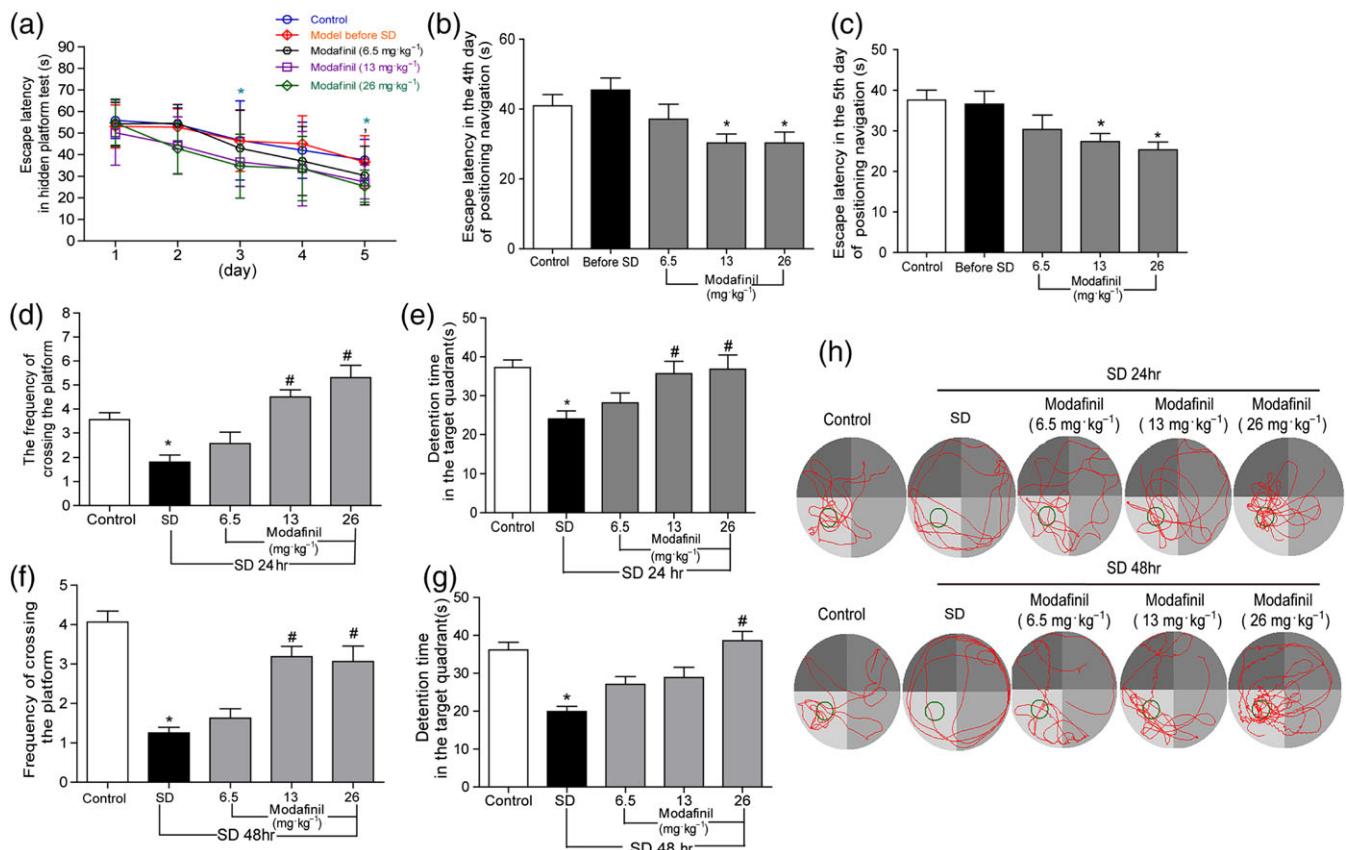 (a)
Control
Model before SD
Modafinil (6.5 mg·kg⁻¹)
Modafinil (13 mg·kg⁻¹)
Modafinil (26 mg·kg⁻¹)
Escape latency
in hidden platform test (s)
90
80
70
60
50
40
30
20
10
0
*
*
,
1 2 3 4 5
(day)
(b)
Escape latency in the 4th day
of positioning navigation (s)
60
40
20
0
* *
Control Before SD 6.5 13 26
Modafinil
(mg·kg⁻¹)
(c)
Escape latency in the 5th day
of positioning navigation (s)
50
40
30
20
10
0
* *
Control Before SD 6.5 13 26
Modafinil
(mg·kg⁻¹)
(d)
The frequency of
crossing the platform
8
7
6
5
4
3
2
1
0
* # #
Control SD 6.5 13 26
Modafinil
(mg·kg⁻¹)
SD 24hr
(e)
Detention time
in the target quadrant(s)
50
40
30
20
10
0
* # #
Control SD 6.5 13 26
Modafinil
(mg·kg⁻¹)
SD 24 hr
(f)
Frequency of crossing
the platform
5
4
3
2
1
0
* # #
Control SD 6.5 13 26
Modafinil
(mg·kg⁻¹)
SD 48hr
(g)
Detention time
in the target quadrant(s)
50
40
30
20
10
0
* #
Control SD 6.5 13 26
Modafinil
(mg·kg⁻¹)
SD 48 hr
(h)
SD 24hr
Control SD Modafinil Modafinil Modafinil
( 6.5 mg·kg⁻¹) ( 13 mg·kg⁻¹) (26 mg·kg⁻¹)
SD 48hr
Control SD Modafinil Modafinil Modafinil
( 6.5 mg·kg⁻¹) ( 13 mg·kg⁻¹) (26 mg·kg⁻¹)